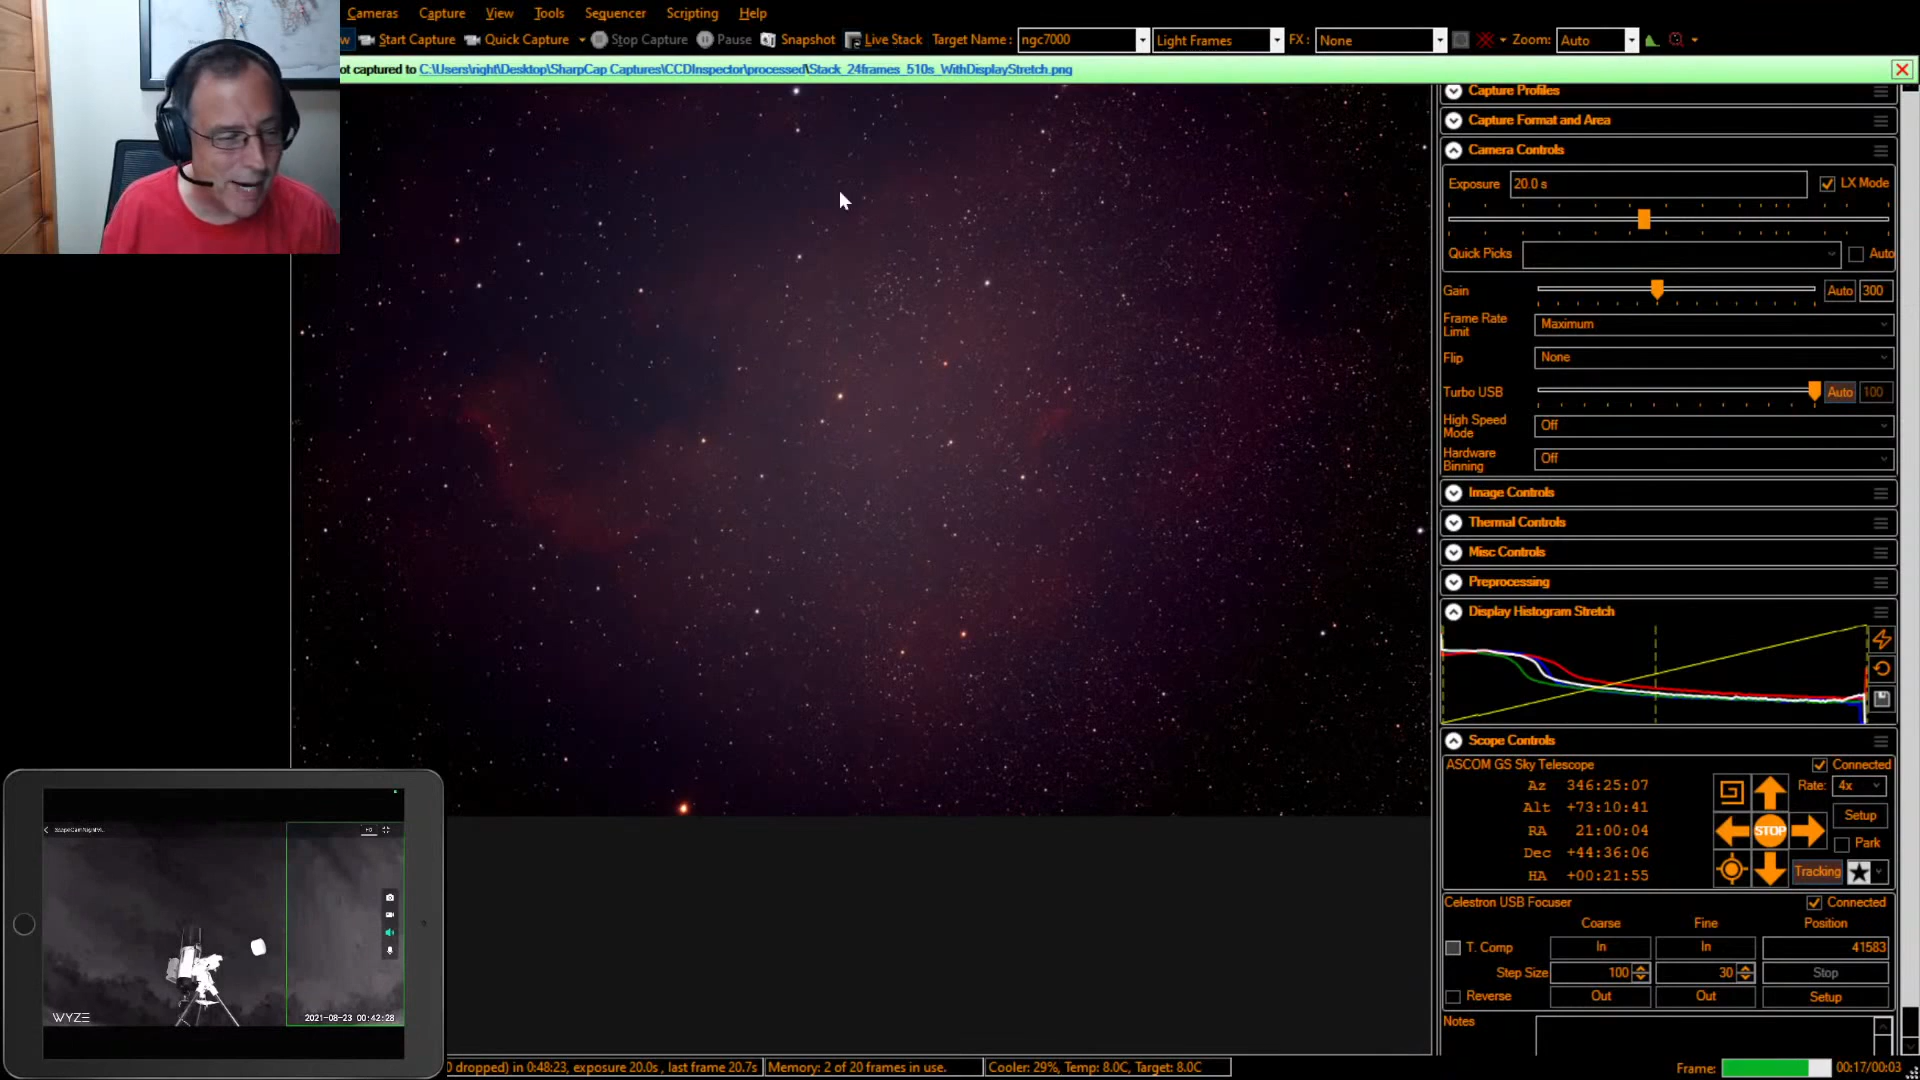 Cameras Capture View Tools Sequencer Scripting Help
Start Capture Quick Capture Stop Capture Pause Snapshot Live Stack Target Name : ngc7000 Light Frames FX : None Zoom: Auto
ot captured to C:\Users\right\Desktop\SharpCap Captures\CCDInspector\processed\Stack_24frames_510s_WithDisplayStretch.png
Capture Profiles
Capture Format and Area
Camera Controls
Exposure 20.0 s LX Mode
Quick Picks Auto
Gain Auto 300
Frame Rate
Limit
Maximum
Flip None
Turbo USB Auto 100
High Speed
Mode
Off
Hardware
Binning
Off
Image Controls
Thermal Controls
Misc Controls
Preprocessing
Display Histogram Stretch
Scope Controls
ASCOM GS Sky Telescope Connected
Az 346:25:07 Rate: 4x
Alt +73:10:41 Setup
RA 21:00:04 STOP
Dec +44:36:06 Park
HA +00:21:55 Tracking
Celestron USB Focuser Connected
Coarse Fine Position
T. Comp In In 41583
Step Size 100 30 Stop
Reverse Out Out Setup
Notes
WYZE 2021-08-23 00:42:28
0 dropped) in 0:48:23, exposure 20.0s , last frame 20.7s Memory: 2 of 20 frames in use. Cooler: 29%, Temp: 8.0C, Target: 8.0C Frame: 00:17/00:03